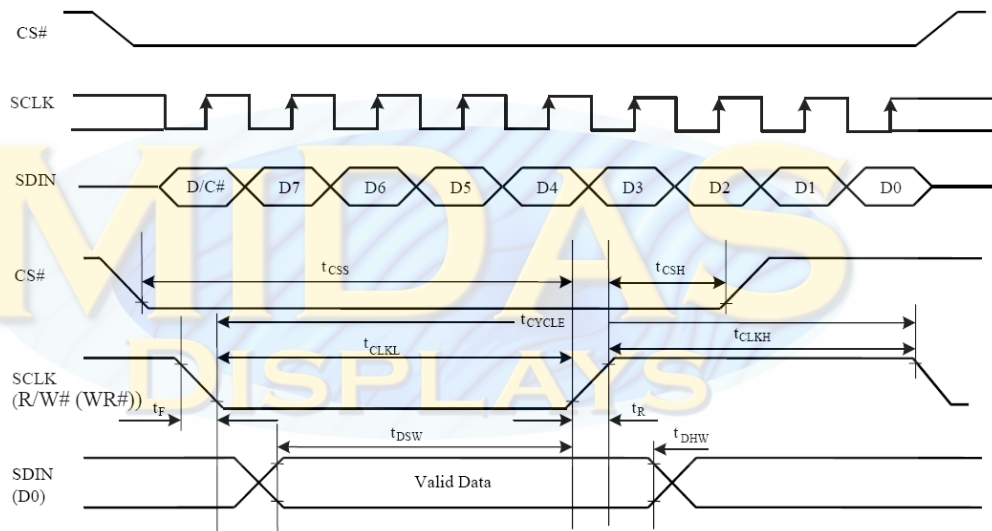 CS#
SCLK
SDIN
D/C# D7 D6 D5 D4 D3 D2 D1 D0
MIDAS
DISPLAYS
CS#
tCSS tCSH
tCYCLE
tCLKL tCLKH
SCLK
(R/W# (WR#))
tF tR
tDSW tDHW
SDIN
(D0)
Valid Data